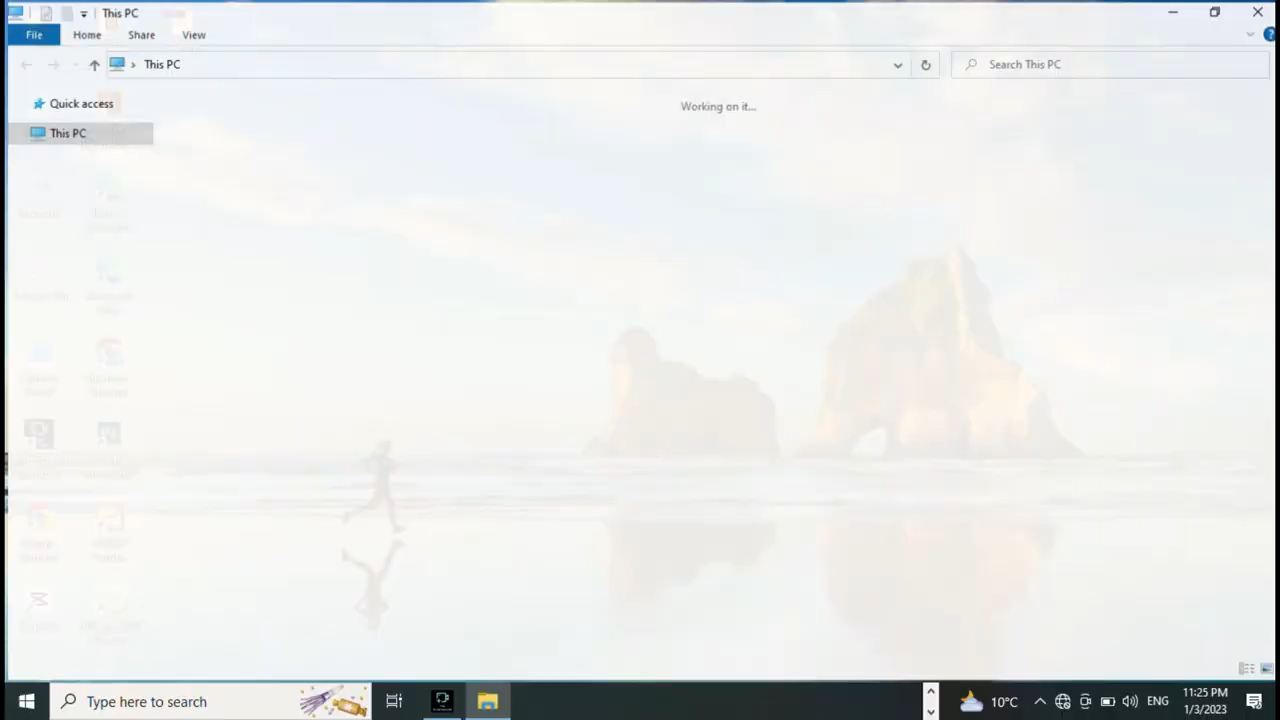 This PC
File Home Share View
This PC
Search This PC
Quick access
Working on it...
This PC
Type here to search
10°C
ENG
11:25 PM
1/3/2023